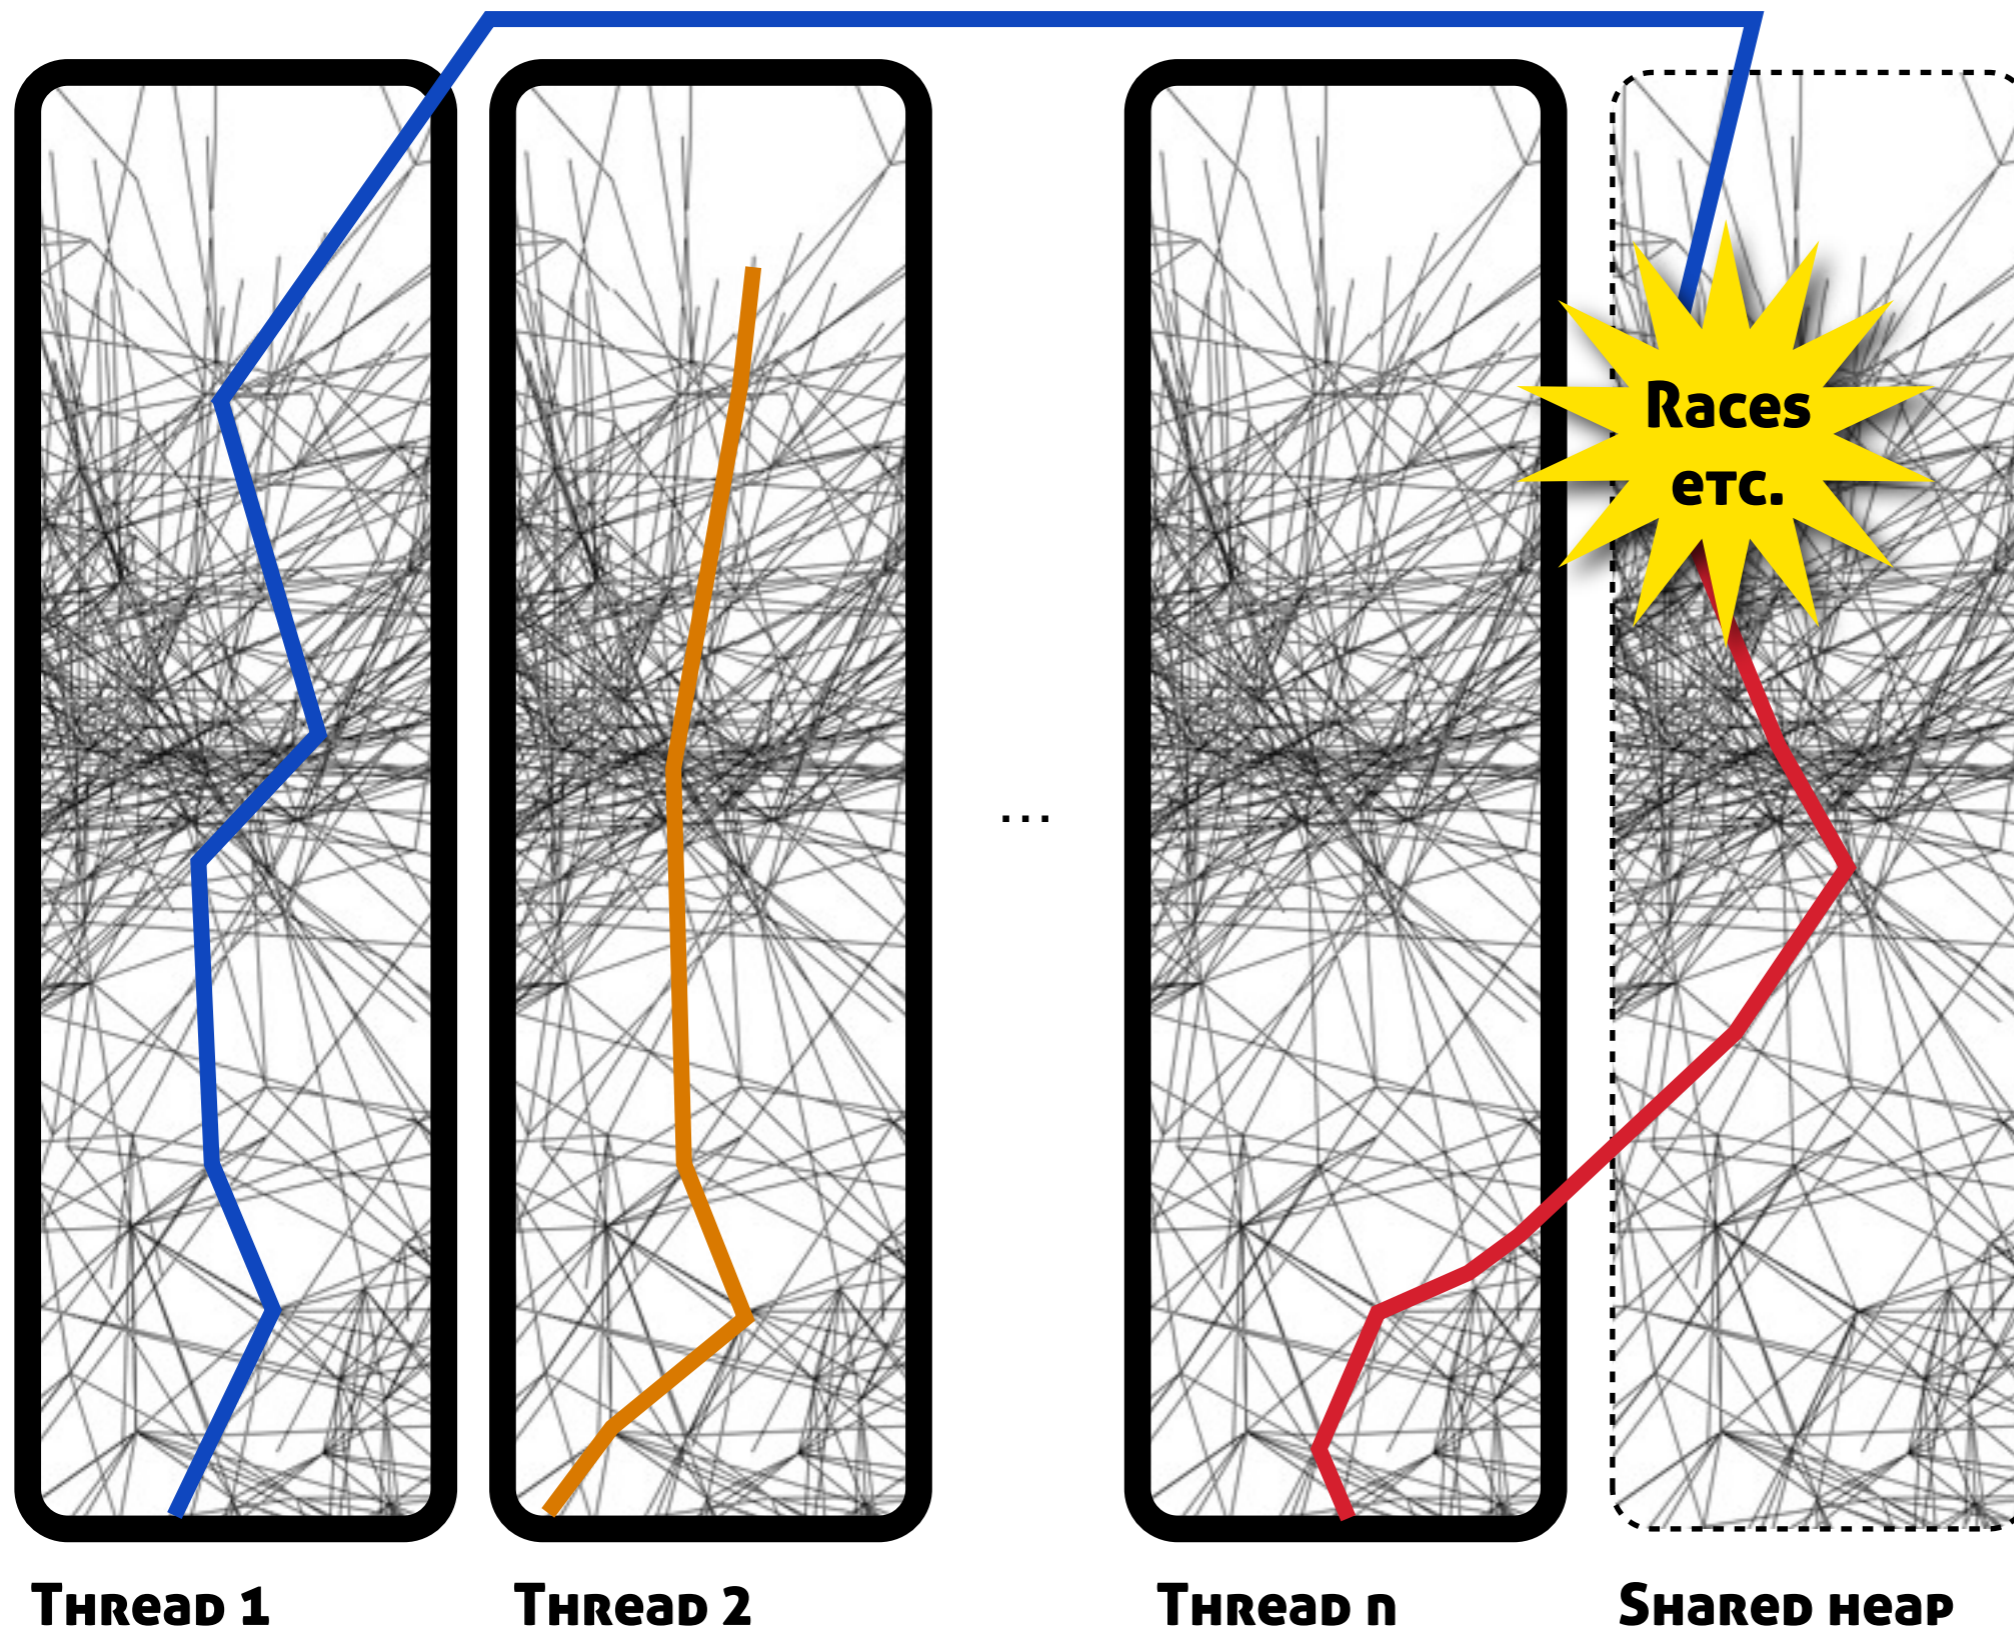 Races
etc.
...
Thread 1
Thread 2
Thread n
Shared heap